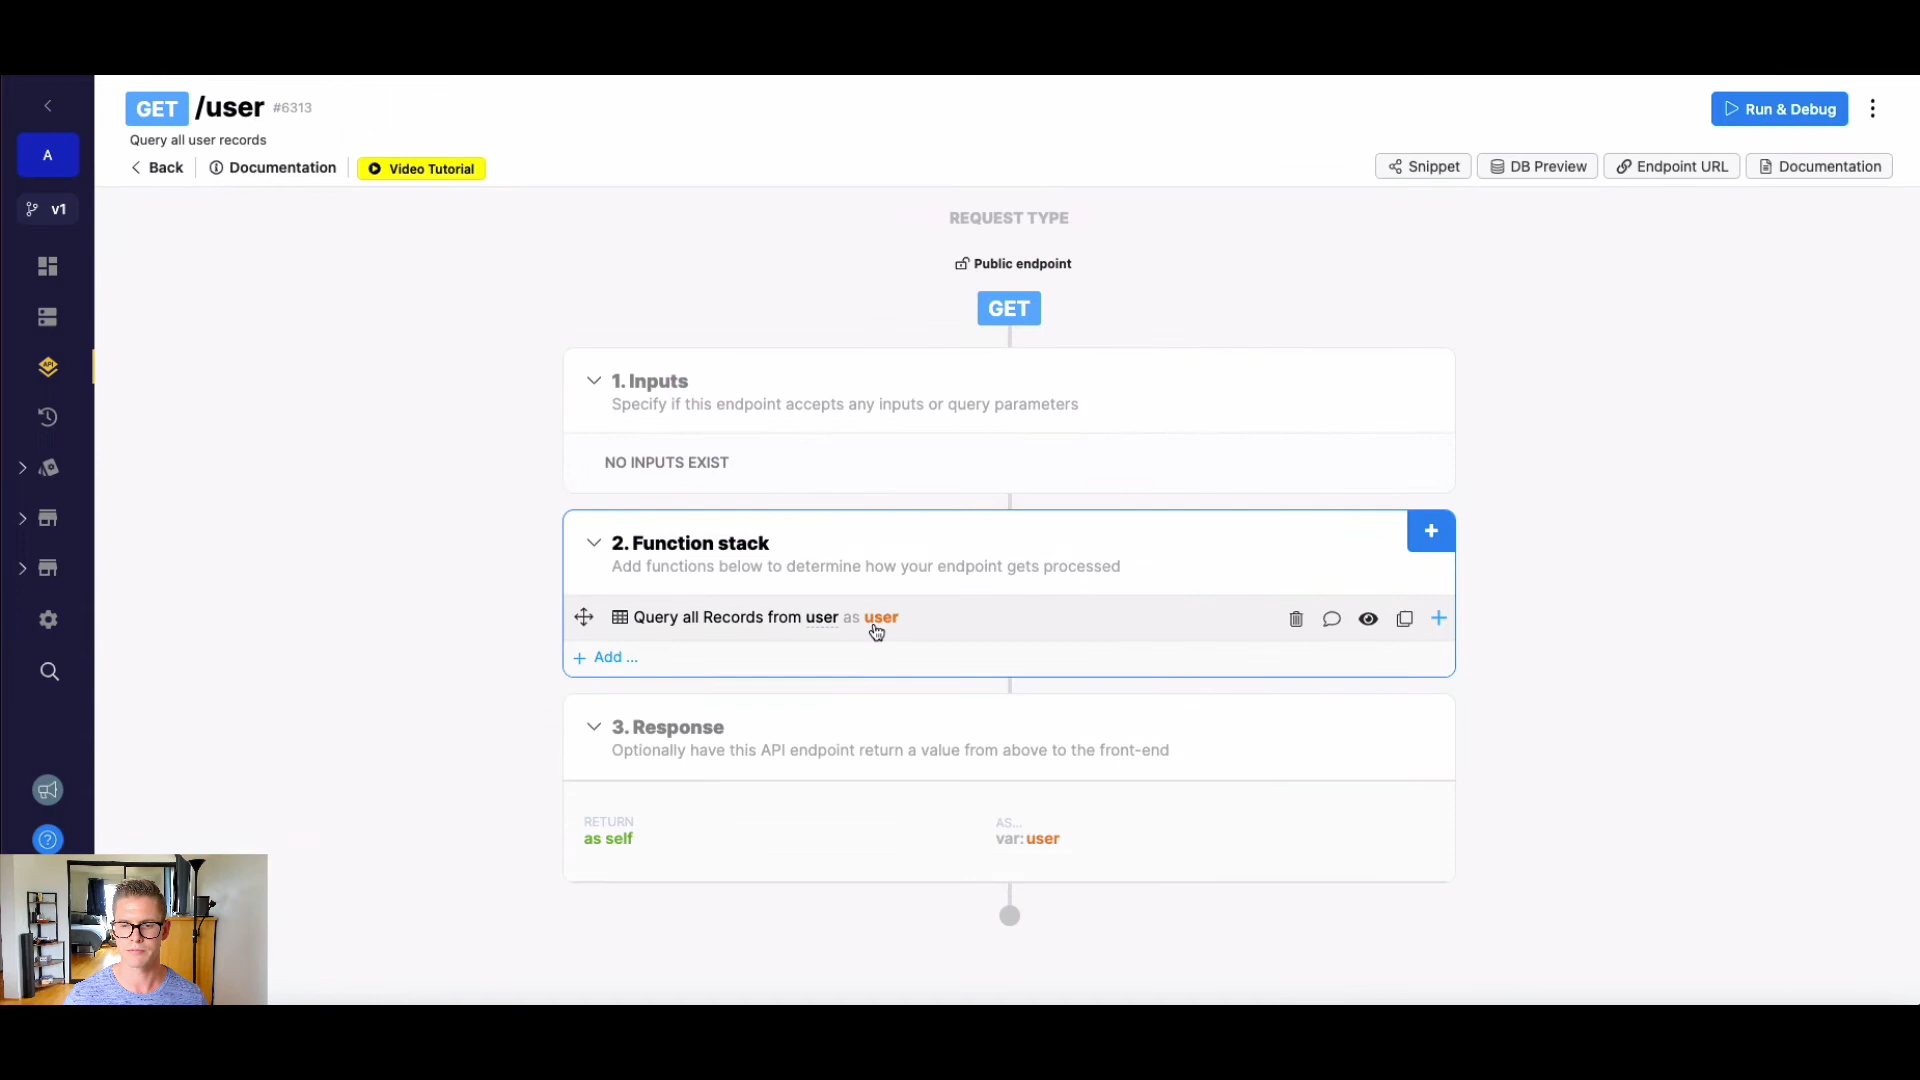 GET /user #6313
Run & Debug
Query all user records
Back
Documentation
Video Tutorial
Snippet
DB Preview
Endpoint URL
Documentation
A
v1
API
REQUEST TYPE
Public endpoint
GET
1. Inputs
Specify if this endpoint accepts any inputs or query parameters
NO INPUTS EXIST
2. Function stack
Add functions below to determine how your endpoint gets processed
Query all Records from user as user
+ Add ...
3. Response
Optionally have this API endpoint return a value from above to the front-end
RETURN
as self
AS...
var: user